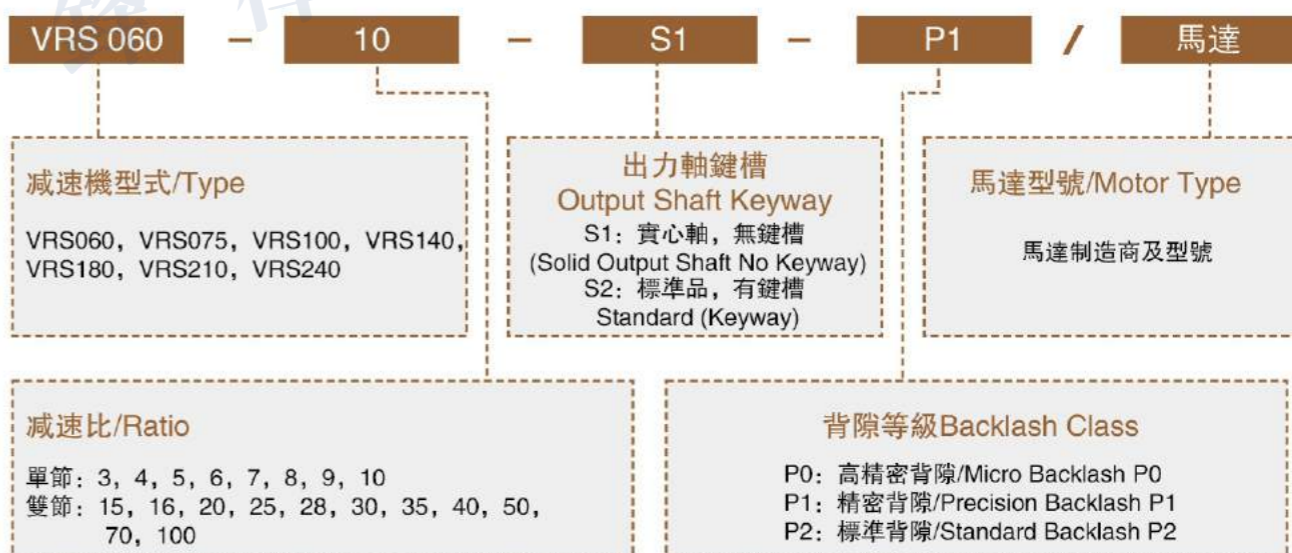 VRS 060 - 10 - S1 - P1 / 馬達
减速機型式/Type
VRS060，VRS075，VRS100，VRS140，
VRS180，VRS210，VRS240
出力軸鍵槽
Output Shaft Keyway
S1：實心軸，無鍵槽
(Solid Output Shaft No Keyway)
S2：標準品，有鍵槽
Standard (Keyway)
馬達型號/Motor Type
馬達制造商及型號
减速比/Ratio
單節：3，4，5，6，7，8，9，10
雙節：15，16，20，25，28，30，35，40，50，
70，100
背隙等級Backlash Class
P0：高精密背隙/Micro Backlash P0
P1：精密背隙/Precision Backlash P1
P2：標準背隙/Standard Backlash P2